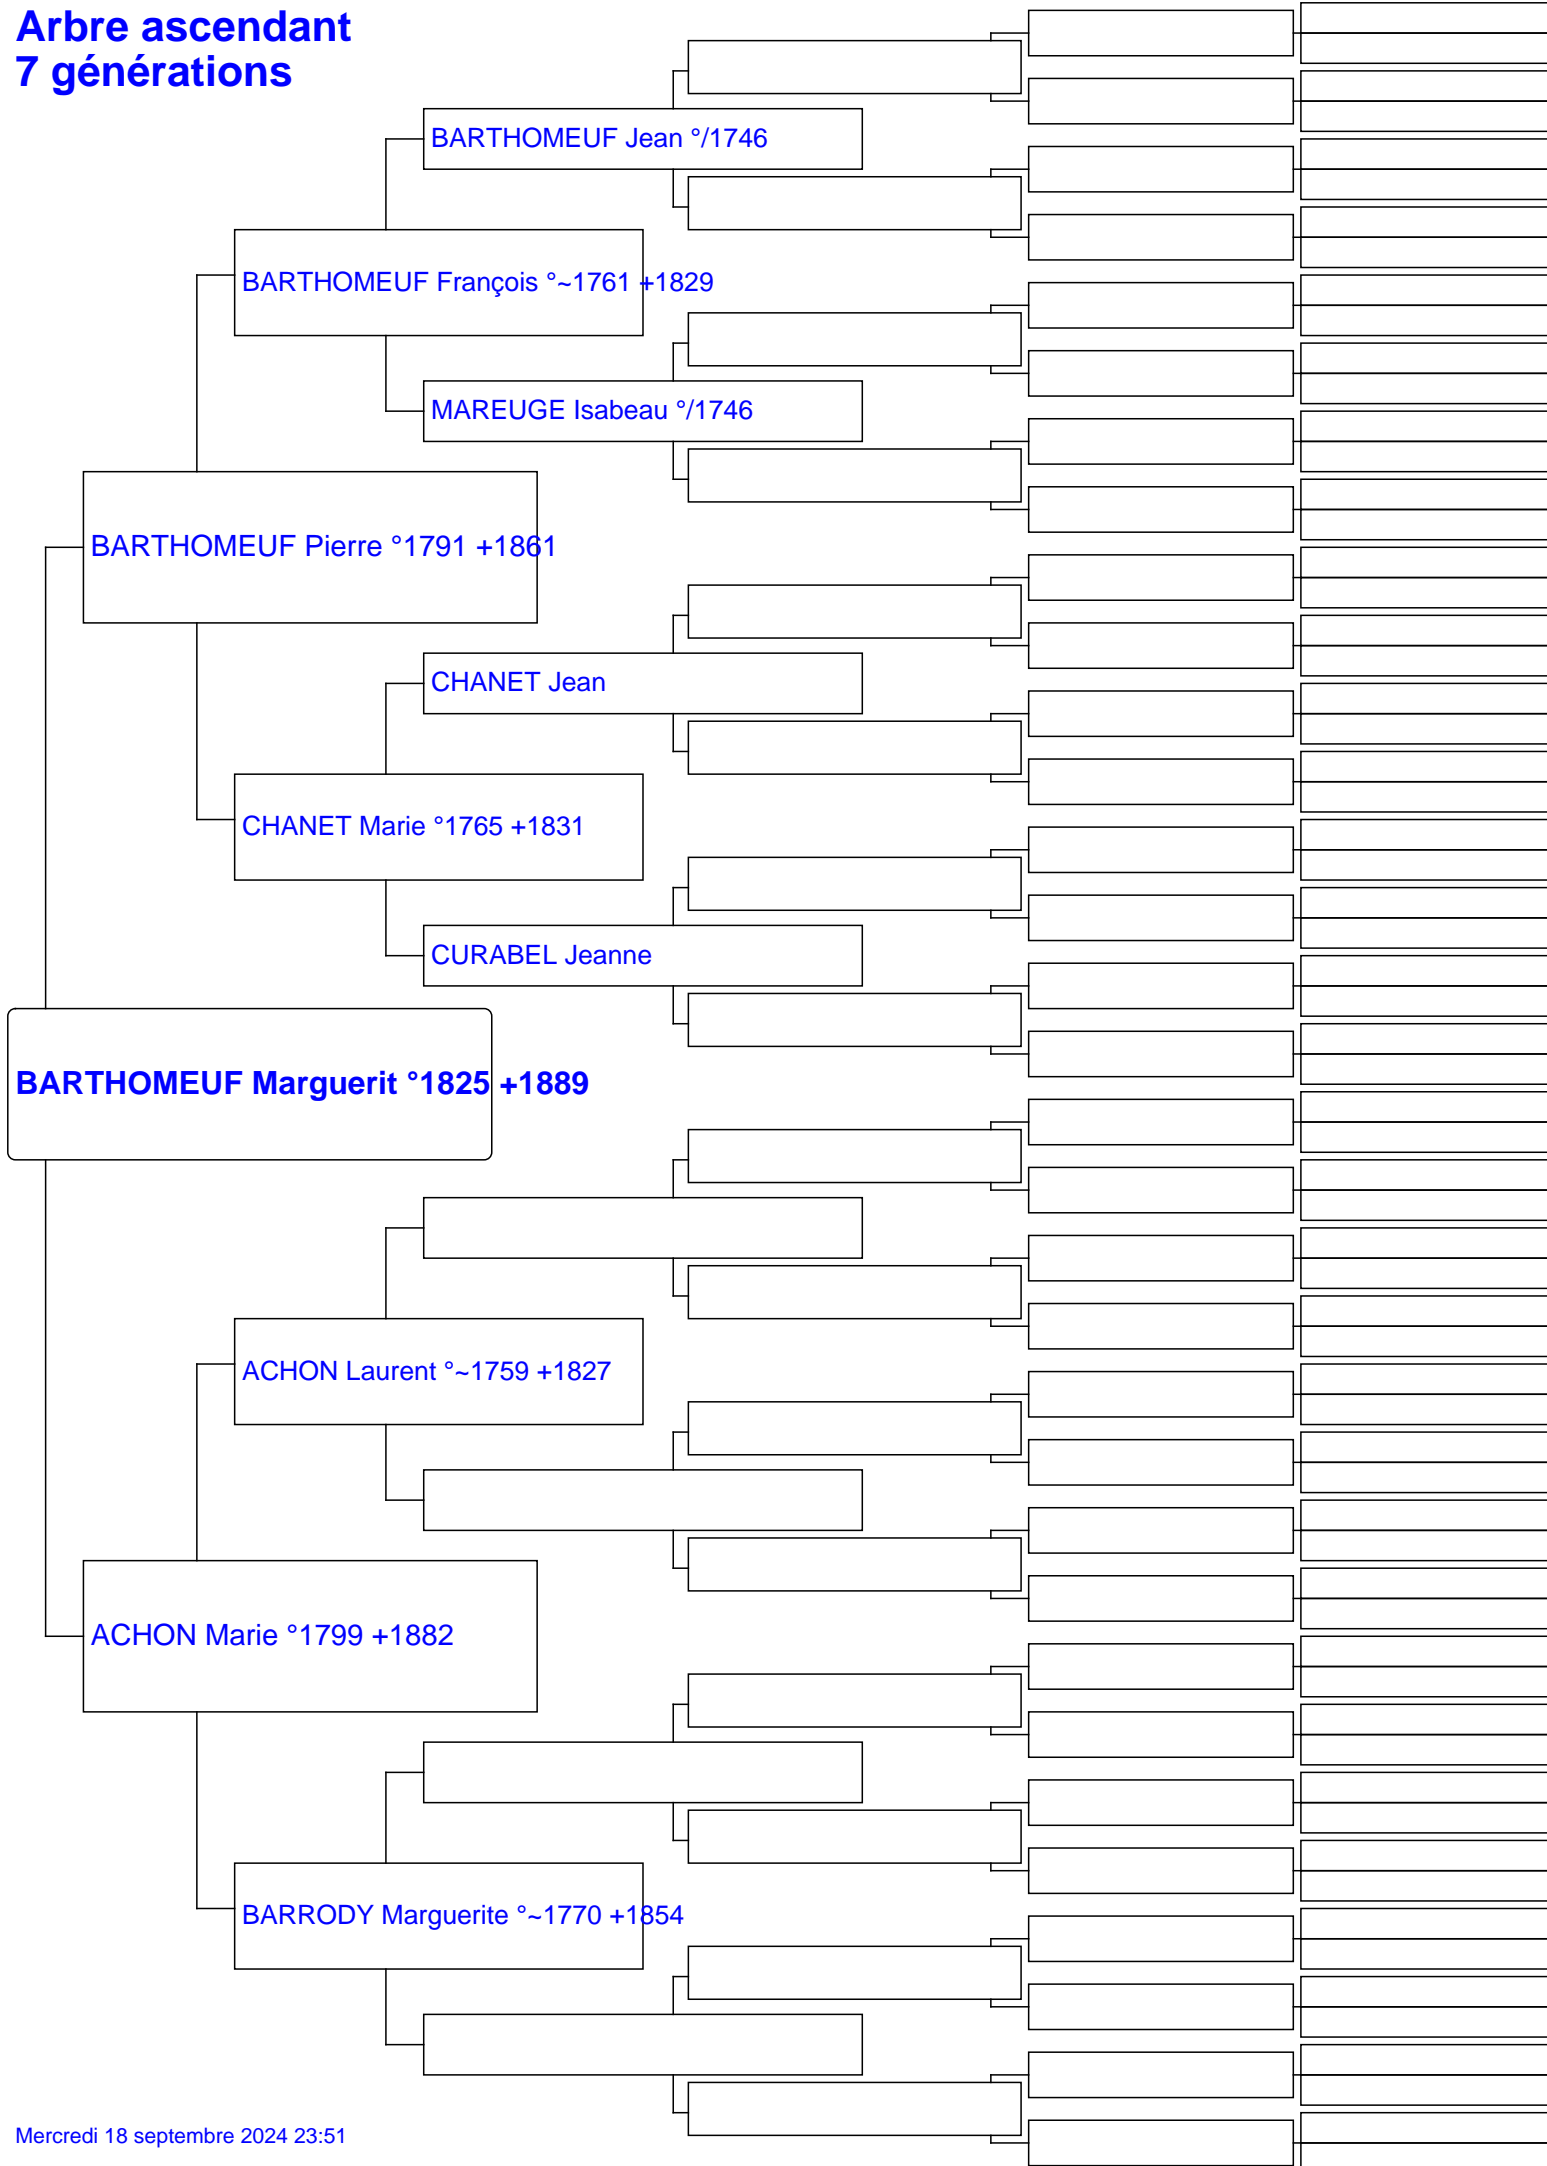 Arbre ascendant
7 générations
BARTHOMEUF Jean °/1746
BARTHOMEUF François °~1761 +1829
MAREUGE Isabeau °/1746
BARTHOMEUF Pierre °1791 +1861
CHANET Jean
CHANET Marie °1765 +1831
CURABEL Jeanne
BARTHOMEUF Marguerit °1825 +1889
ACHON Laurent °~1759 +1827
ACHON Marie °1799 +1882
BARRODY Marguerite °~1770 +1854
Mercredi 18 septembre 2024 23:51